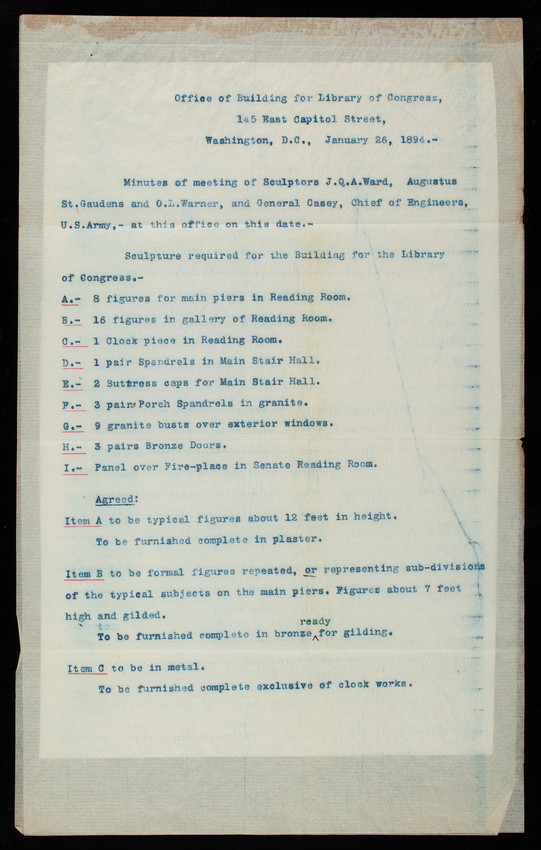 Office of Building for Library of Congress,
145 East Capitol Street,
Washington, D.C., January 26, 1894.-
Minutes of meeting of Sculptors J.Q.A.Ward, Augustus
St.Gaudens and O.L.Warner, and General Casey, Chief of Engineers,
U.S.Army,- at this office on this date.-
Sculpture required for the Building for the Library
of Congress.-
A.- 8 figures for main piers in Reading Room.
B.- 16 figures in gallery of Reading Room.
C.- 1 Clock piece in Reading Room.
D.- 1 pair Spandrels in Main Stair Hall.
E.- 2 Buttress caps for Main Stair Hall.
F.- 3 pairs Porch Spandrels in granite.
G.- 9 granite busts over exterior windows.
H.- 3 pairs Bronze Doors.
I.- Panel over Fire-place in Senate Reading Room.
Agreed:
Item A to be typical figures about 12 feet in height.
To be furnished complete in plaster.
Item B to be formal figures repeated, or representing sub-divisions
of the typical subjects on the main piers. Figures about 7 feet
high and gilded.
ready
To be furnished complete in bronze ^ for gilding.
Item C to be in metal.
To be furnished complete exclusive of clock works.